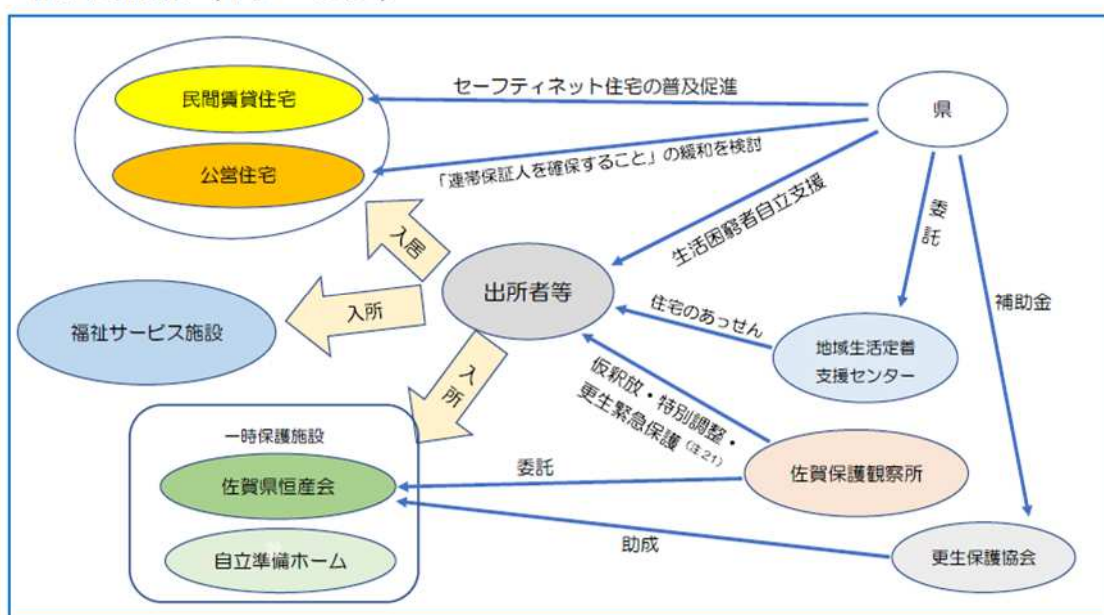 セーフティネット住宅の普及促進
民間賃貸住宅
県
公営住宅
「連帯保証人を確保すること」の緩和を検討
生活困窮者自立支援
委託
入居
出所者等
入所
福祉サービス施設
住宅のあっせん
補助金
地域生活定着
支援センター
入所
仮釈放・特別調整・
更生緊急保護(注21)
一時保護施設
佐賀県恒産会
委託
佐賀保護観察所
助成
自立準備ホーム
更生保護協会